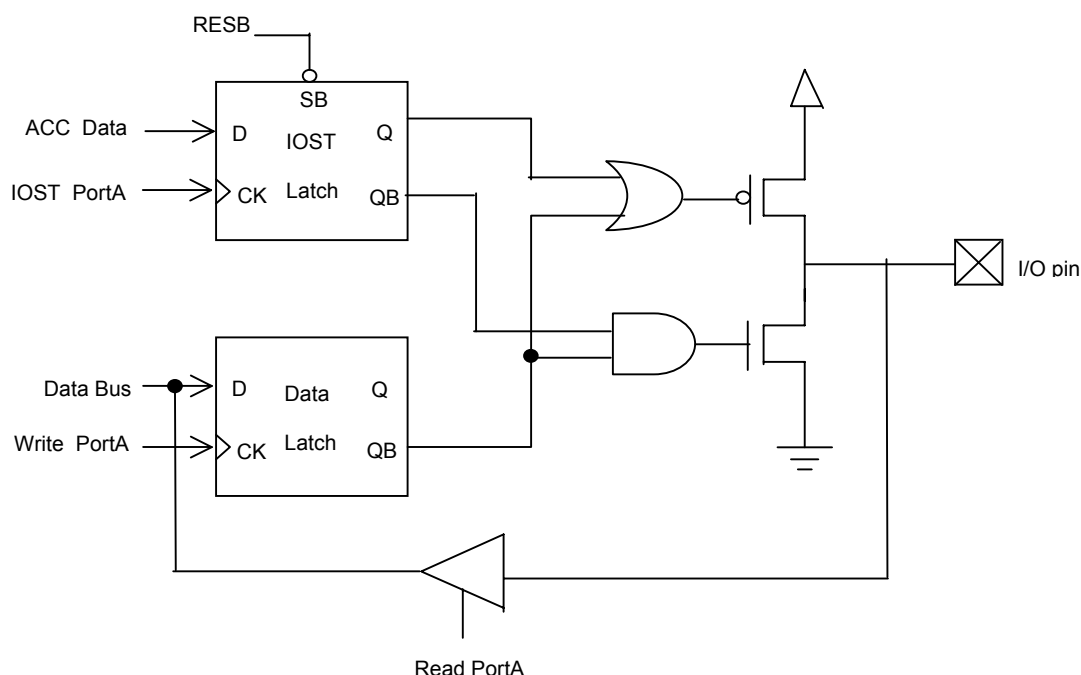 RESB
SB
ACC Data
D
IOST
Q
IOST PortA
CK
Latch
QB
I/O pin
Data Bus
D
Data
Q
Write PortA
CK
Latch
QB
Read PortA